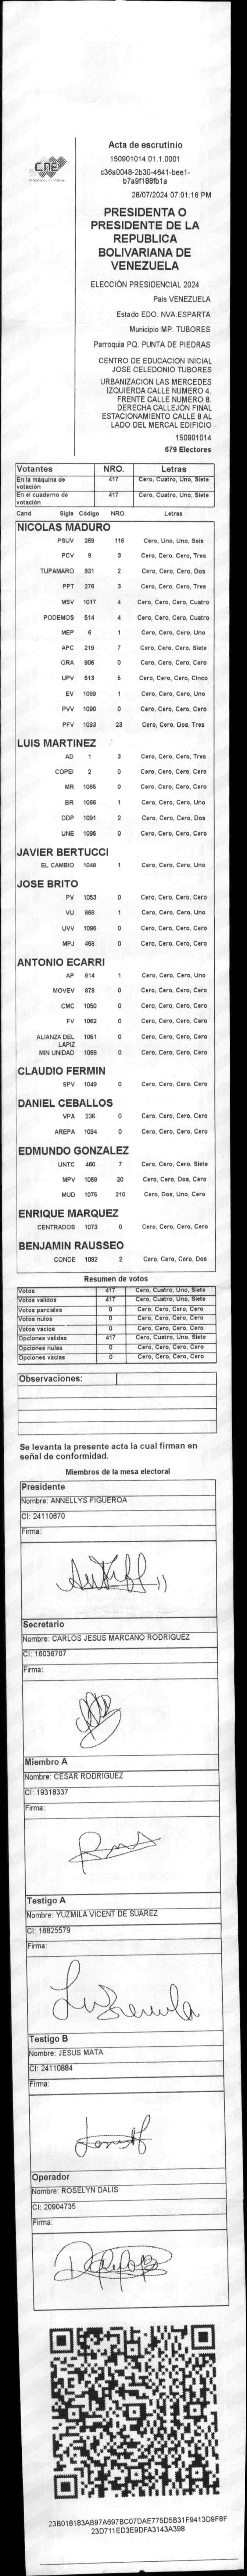 CNE
Acta de escrutinio
150901014.01.1.0001
c36a0048-2b30-4641-bee1-
b7a9f188fb1a
28/07/2024 07:01:16 PM
PRESIDENTA O
PRESIDENTE DE LA
REPUBLICA
BOLIVARIANA DE
VENEZUELA
ELECCIÓN PRESIDENCIAL 2024
País VENEZUELA
Estado EDO. NVA.ESPARTA
Municipio MP. TUBORES
Parroquia PQ. PUNTA DE PIEDRAS
CENTRO DE EDUCACION INICIAL
JOSE CELEDONIO TUBORES
URBANIZACION LAS MERCEDES
IZQUIERDA CALLE NUMERO 4.
FRENTE CALLE NUMERO 8.
DERECHA CALLEJON FINAL
ESTACIONAMIENTO CALLE 8 AL
LADO DEL MERCAL EDIFICIO
150901014
679 Electores
Votantes NRO. Letras
En la máquina de votación 417 Cero, Cuatro, Uno, Siete
En el cuaderno de votación 417 Cero, Cuatro, Uno, Siete
Cand. Sigla Código NRO. Letras
NICOLAS MADURO
PSUV 269 116 Cero, Uno, Uno, Seis
PCV 9 3 Cero, Cero, Cero, Tres
TUPAMARO 931 2 Cero, Cero, Cero, Dos
PPT 276 3 Cero, Cero, Cero, Tres
MSV 1017 4 Cero, Cero, Cero, Cuatro
PODEMOS 514 4 Cero, Cero, Cero, Cuatro
MEP 6 1 Cero, Cero, Cero, Uno
APC 219 7 Cero, Cero, Cero, Siete
ORA 906 0 Cero, Cero, Cero, Cero
UPV 513 5 Cero, Cero, Cero, Cinco
EV 1089 1 Cero, Cero, Cero, Uno
PVV 1090 0 Cero, Cero, Cero, Cero
PFV 1093 23 Cero, Cero, Dos, Tres
LUIS MARTINEZ
AD 1 3 Cero, Cero, Cero, Tres
COPEI 2 0 Cero, Cero, Cero, Cero
MR 1065 0 Cero, Cero, Cero, Cero
BR 1066 1 Cero, Cero, Cero, Uno
DDP 1091 2 Cero, Cero, Cero, Dos
UNE 1095 0 Cero, Cero, Cero, Cero
JAVIER BERTUCCI
EL CAMBIO 1048 1 Cero, Cero, Cero, Uno
JOSE BRITO
PV 1053 0 Cero, Cero, Cero, Cero
VU 868 1 Cero, Cero, Cero, Uno
UVV 1096 0 Cero, Cero, Cero, Cero
MPJ 458 0 Cero, Cero, Cero, Cero
ANTONIO ECARRI
AP 814 1 Cero, Cero, Cero, Uno
MOVEV 878 0 Cero, Cero, Cero, Cero
CMC 1050 0 Cero, Cero, Cero, Cero
FV 1062 0 Cero, Cero, Cero, Cero
ALIANZA DEL LAPIZ 1051 0 Cero, Cero, Cero, Cero
MIN UNIDAD 1068 0 Cero, Cero, Cero, Cero
CLAUDIO FERMIN
SPV 1049 0 Cero, Cero, Cero, Cero
DANIEL CEBALLOS
VPA 236 0 Cero, Cero, Cero, Cero
AREPA 1094 0 Cero, Cero, Cero, Cero
EDMUNDO GONZALEZ
UNTC 460 7 Cero, Cero, Cero, Siete
MPV 1069 20 Cero, Cero, Dos, Cero
MUD 1076 210 Cero, Dos, Uno, Cero
ENRIQUE MARQUEZ
CENTRADOS 1073 0 Cero, Cero, Cero, Cero
BENJAMIN RAUSSEO
CONDE 1092 2 Cero, Cero, Cero, Dos
Resumen de votos
Votos 417 Cero, Cuatro, Uno, Siete
Votos validos 417 Cero, Cuatro, Uno, Siete
Votos parciales 0 Cero, Cero, Cero, Cero
Votos nulos 0 Cero, Cero, Cero, Cero
Votos vacios 0 Cero, Cero, Cero, Cero
Opciones validas 417 Cero, Cuatro, Uno, Siete
Opciones nulas 0 Cero, Cero, Cero, Cero
Opciones vacias 0 Cero, Cero, Cero, Cero
Observaciones:
Se levanta la presente acta la cual firman en
señal de conformidad.
Miembros de la mesa electoral
Presidente
Nombre: ANNELLYS FIGUEROA
CI: 24110670
Firma:
Secretario
Nombre: CARLOS JESUS MARCANO RODRIGUEZ
CI: 16036707
Firma:
Miembro A
Nombre: CESAR RODRIGUEZ
CI: 19318337
Firma:
Testigo A
Nombre: YUZMILA VICENT DE SUAREZ
CI: 16825579
Firma:
Testigo B
Nombre: JESUS MATA
CI: 24110884
Firma:
Operador
Nombre: ROSELYN DALIS
CI: 20904735
Firma:
23B018183AB97A697BC07DAE775D5B31F9413D9F8F
23D711ED3E9DFA3143A398